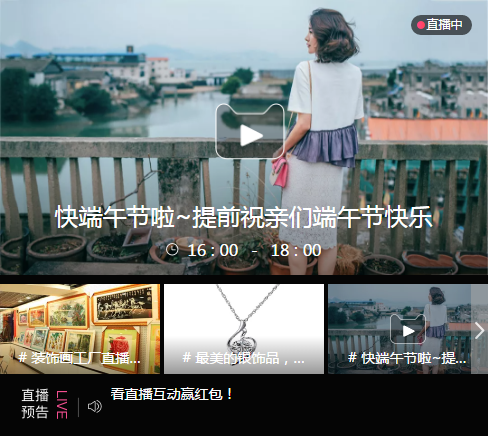 直播中
快端午节啦~提前祝亲们端午节快乐
16:00 - 18:00
# 装饰画工厂直播...
# 最美的银饰品，...
# 快端午节啦~提...
直播预告
LIVE
看直播互动赢红包！